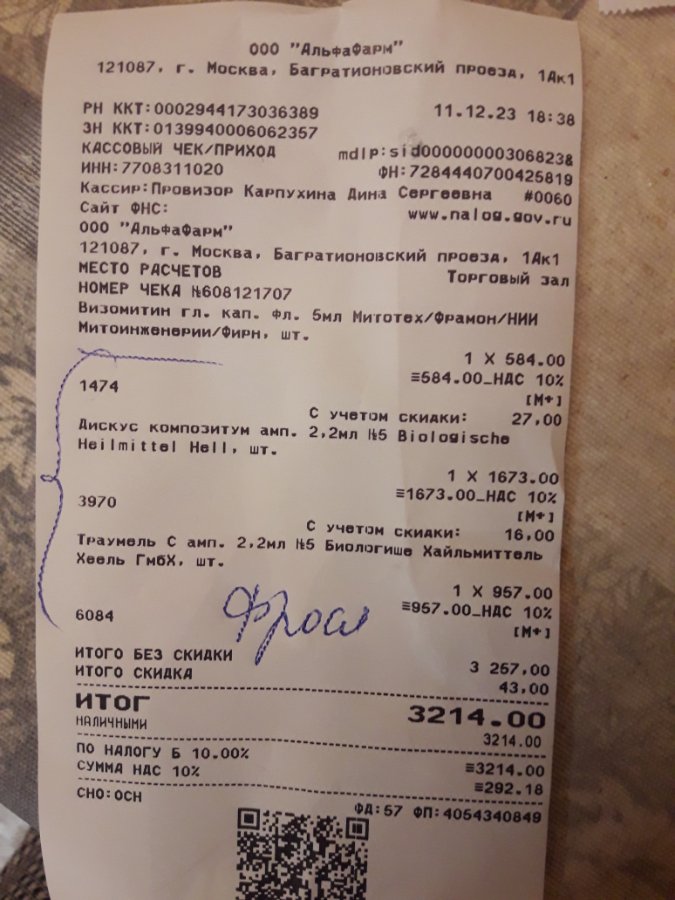 ООО "АльфаФарм"
121087, г. Москва, Багратионовский проезд, 1Ак1
РН ККТ:0002944173036389 11.12.23 18:38
ЗН ККТ:01399400060​62357
КАССОВЫЙ ЧЕК/ПРИХОД mdlp:sid0000000030682​3&
ИНН:7708311020 ФН:7284440700425819
Кассир:Провизор Карпухина Дина Сергеевна #0060
Сайт ФНС: www.nalog.gov.ru
ООО "АльфаФарм"
121087, г. Москва, Багратионовский проезд, 1Ак1
МЕСТО РАСЧЕТОВ Торговый зал
НОМЕР ЧЕКА №608121707
Визомитин гл. кап. фл. 5мл Митотех/Фрамон/НИИ
Митоинженерии/Фирн, шт.
1 X 584.00
1474 ≡584.00_НДС 10%
[М+]
С учетом скидки: 27,00
Дискус композитум амп. 2,2мл №5 Biologische
Heilmittel Hell, шт.
1 X 1673.00
3970 ≡1673.00_НДС 10%
[М+]
С учетом скидки: 16,00
Траумель С амп. 2,2мл №5 Биологише Хайльмиттель
Хеель ГмбХ, шт.
1 X 957.00
6084 ≡957.00_НДС 10%
[М+]
Фрося
ИТОГО БЕЗ СКИДКИ 3 257,00
ИТОГО СКИДКА 43,00
ИТОГ 3214.00
НАЛИЧНЫМИ 3214.00
ПО НАЛОГУ Б 10.00% ≡3214.00
СУММА НДС 10% ≡292.18
СНО:ОСН ФД:57 ФП:4054340849